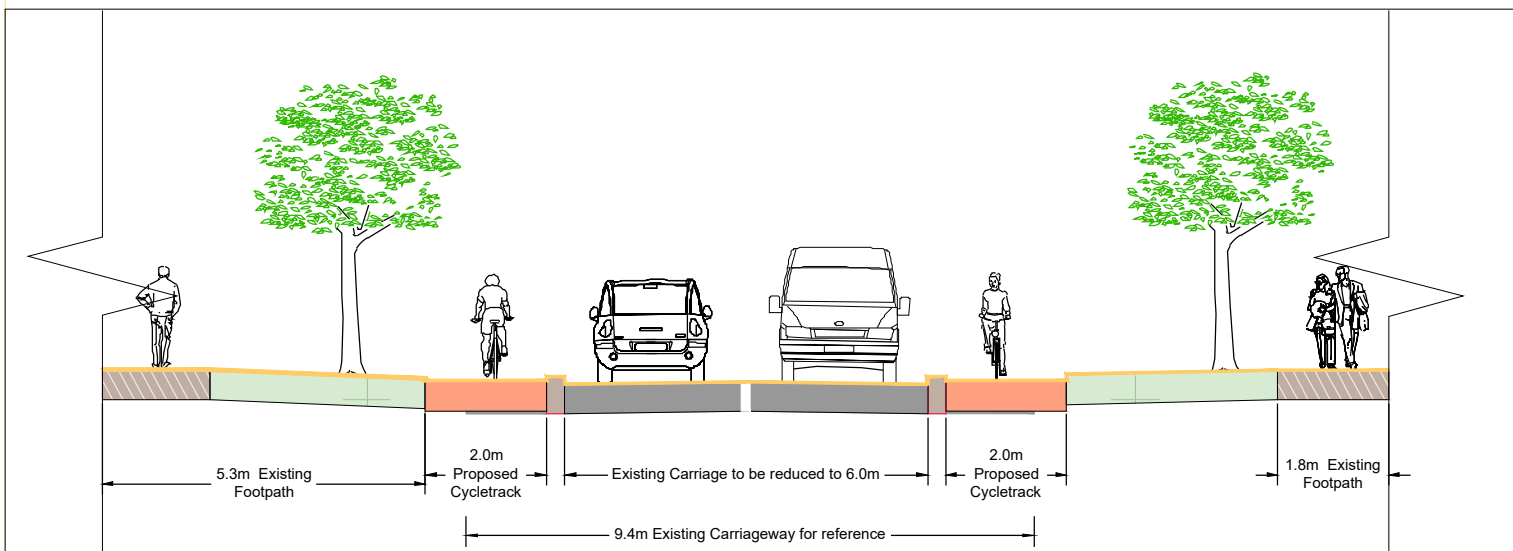 5.3m Existing
Footpath
2.0m
Proposed
Cycletrack
Existing Carriage to be reduced to 6.0m
2.0m
Proposed
Cycletrack
1.8m Existing
Footpath
9.4m Existing Carriageway for reference